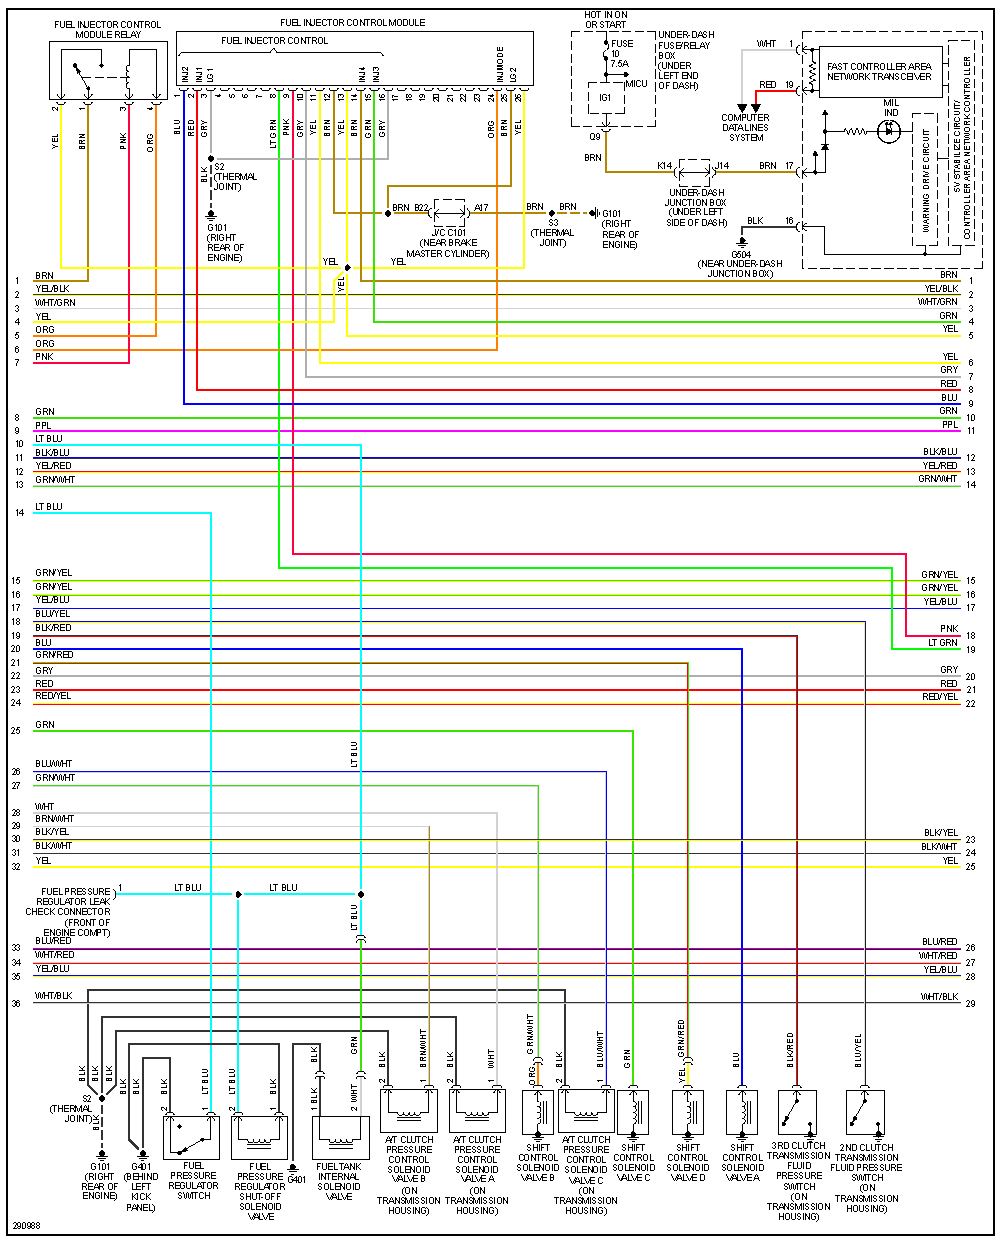 FUEL INJECTOR CONTROL
MODULE RELAY
FUEL INJECTOR CONTROL MODULE
FUEL INJECTOR CONTROL
INJ2
INJ1
LG 1
INJ4
INJ3
INJMODE
LG 2
2
1
3
4
1
2
3
4
5
6
7
8
9
10
11
12
13
14
15
16
17
18
19
20
21
22
23
24
25
26
YEL
BRN
PNK
ORG
BLU
RED
GRY
LT GRN
PNK
GRY
YEL
BRN
YEL
BRN
GRN
GRY
ORG
BRN
YEL
HOT IN ON
OR START
FUSE
10
7.5A
MICU
IG1
UNDER-DASH
FUSE/RELAY
BOX
(UNDER
LEFT END
OF DASH)
Q9
BRN
WHT 1
RED 19
COMPUTER
DATA LINES
SYSTEM
FAST CONTROLLER AREA
NETWORK TRANSCEIVER
MIL
IND
WARNING DRIVE CIRCUIT
5V STABILIZE CIRCUIT/
CONTROLLER AREA NETWORK CONTROLLER
K14
J14
BRN 17
UNDER-DASH
JUNCTION BOX
(UNDER LEFT
SIDE OF DASH)
BLK 16
G504
(NEAR UNDER-DASH
JUNCTION BOX)
S2
(THERMAL
JOINT)
BLK
G101
(RIGHT
REAR OF
ENGINE)
BRN B22
A17 BRN
BRN
J/C C101
(NEAR BRAKE
MASTER CYLINDER)
S3
(THERMAL
JOINT)
G101
(RIGHT
REAR OF
ENGINE)
YEL
YEL
YEL
1 BRN
2 YEL/BLK
3 WHT/GRN
4 YEL
5 ORG
6 ORG
7 PNK
8 GRN
9 PPL
10 LT BLU
11 BLK/BLU
12 YEL/RED
13 GRN/WHT
14 LT BLU
15 GRN/YEL
16 GRN/YEL
17 YEL/BLU
18 BLU/YEL
19 BLK/RED
20 BLU
21 GRN/RED
22 GRY
23 RED
24 RED/YEL
25 GRN
26 BLU/WHT
27 GRN/WHT
28 WHT
29 BRN/WHT
30 BLK/YEL
31 BLK/WHT
32 YEL
33 BLU/RED
34 WHT/RED
35 YEL/BLU
36 WHT/BLK
BRN 1
YEL/BLK 2
WHT/GRN 3
GRN 4
YEL 5
YEL 6
GRY 7
RED 8
BLU 9
GRN 10
PPL 11
BLK/BLU 12
YEL/RED 13
GRN/WHT 14
GRN/YEL 15
GRN/YEL 16
YEL/BLU 17
PNK 18
LT GRN 19
GRY 20
RED 21
RED/YEL 22
BLK/YEL 23
BLK/WHT 24
YEL 25
BLU/RED 26
WHT/RED 27
YEL/BLU 28
WHT/BLK 29
LT BLU
FUEL PRESSURE
REGULATOR LEAK
CHECK CONNECTOR
(FRONT OF
ENGINE COMPT)
1
LT BLU
LT BLU
LT BLU
BLK
BLK
BLK
BLK
BLK
BLK
LT BLU
LT BLU
BLK
BLK
GRN
BLK
BRN/WHT
BLK
WHT
GRN/WHT
BLK
BLU/WHT
GRN
GRN/RED
BLU
BLK/RED
BLU/YEL
ORG
YEL
1 BLK
2 WHT
2
1
2
1
2
1
2
1
2
1
S2
(THERMAL
JOINT)
BLK
G101
(RIGHT
REAR OF
ENGINE)
G401
(BEHIND
LEFT
KICK
PANEL)
FUEL
PRESSURE
REGULATOR
SWITCH
FUEL
PRESSURE
REGULATOR
SHUT-OFF
SOLENOID
VALVE
G401
FUEL TANK
INTERNAL
SOLENOID
VALVE
A/T CLUTCH
PRESSURE
CONTROL
SOLENOID
VALVE B
(ON
TRANSMISSION
HOUSING)
A/T CLUTCH
PRESSURE
CONTROL
SOLENOID
VALVE A
(ON
TRANSMISSION
HOUSING)
SHIFT
CONTROL
SOLENOID
VALVE B
A/T CLUTCH
PRESSURE
CONTROL
SOLENOID
VALVE C
(ON
TRANSMISSION
HOUSING)
SHIFT
CONTROL
SOLENOID
VALVE C
SHIFT
CONTROL
SOLENOID
VALVE D
SHIFT
CONTROL
SOLENOID
VALVE A
3RD CLUTCH
TRANSMISSION
FLUID
PRESSURE
SWITCH
(ON
TRANSMISSION
HOUSING)
2ND CLUTCH
TRANSMISSION
FLUID PRESSURE
SWITCH
(ON
TRANSMISSION
HOUSING)
290988